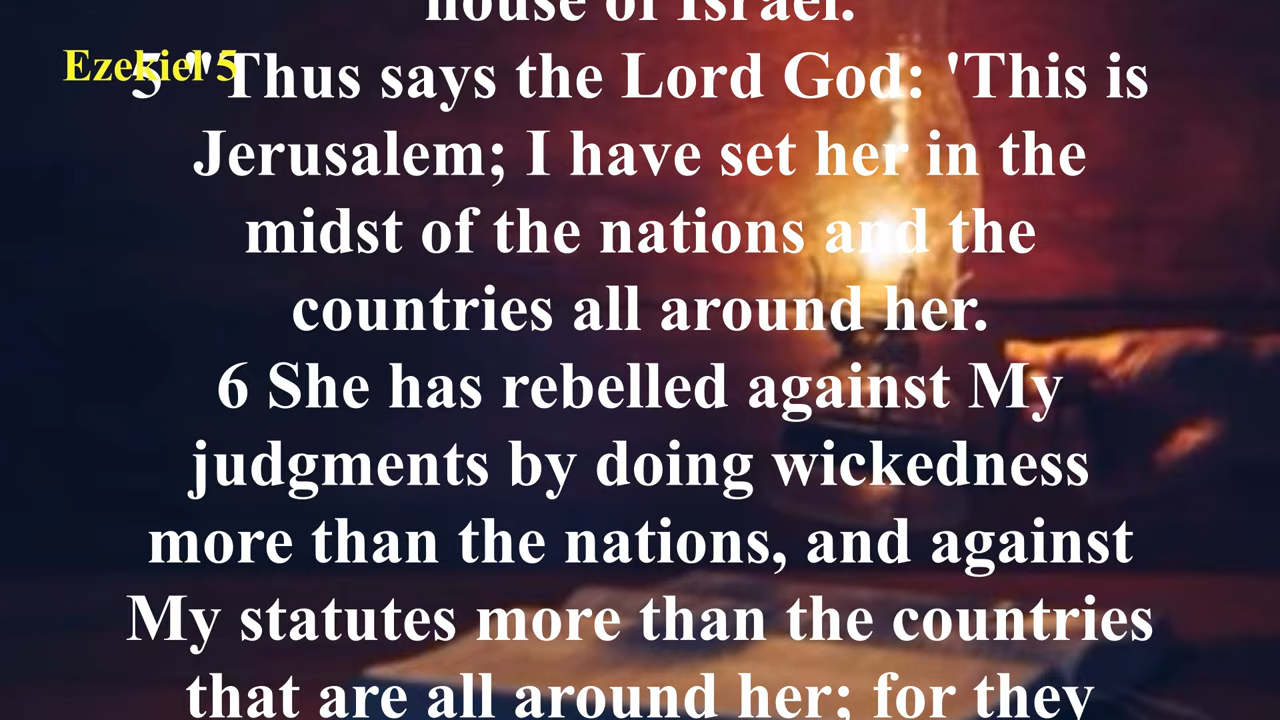 house of Israel.
Ezekiel 5
5 "Thus says the Lord God: 'This is
Jerusalem; I have set her in the
midst of the nations and the
countries all around her.
6 She has rebelled against My
judgments by doing wickedness
more than the nations, and against
My statutes more than the countries
that are all around her; for they